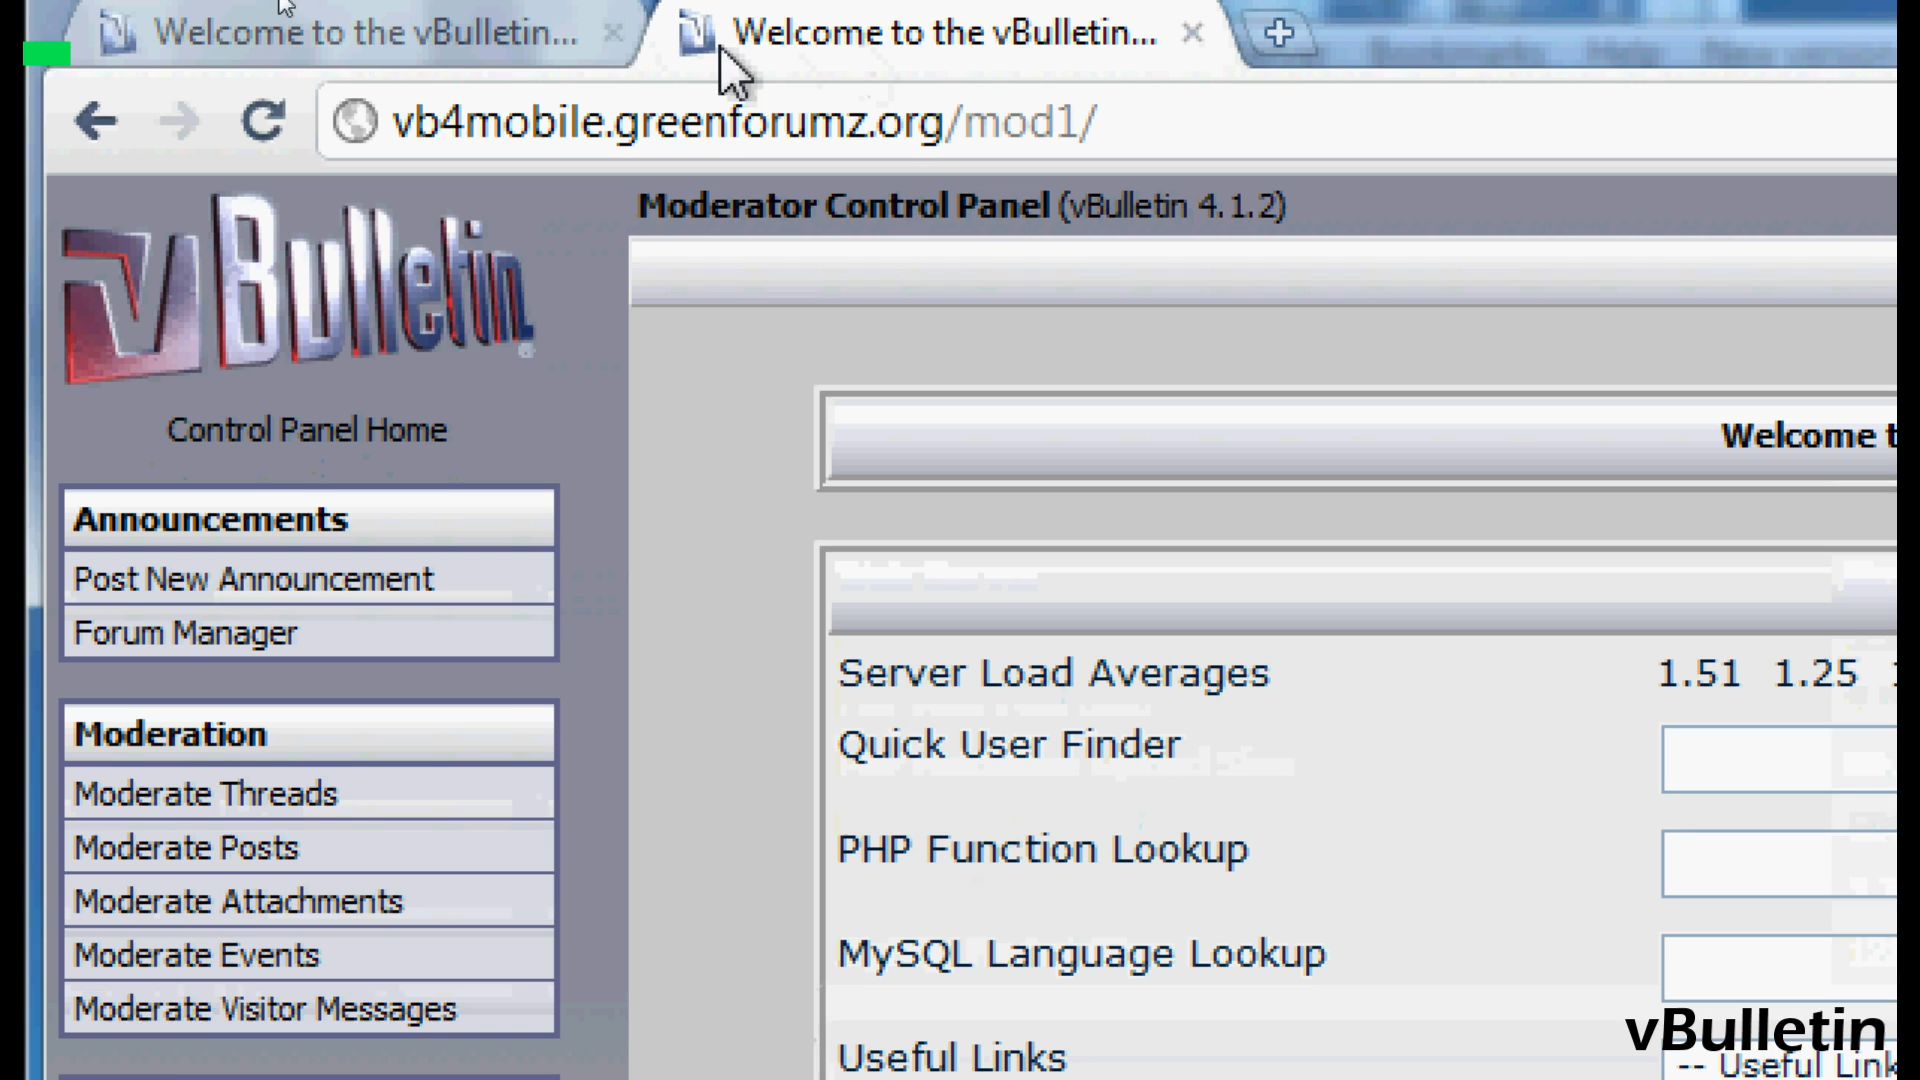 Welcome to the vBulletin...
Welcome to the vBulletin...
vb4mobile.greenforumz.org/mod1/
vBulletin
Moderator Control Panel (vBulletin 4.1.2)
Control Panel Home
Welcome t
Announcements
Post New Announcement
Forum Manager
Server Load Averages 1.51 1.25
Quick User Finder
Moderation
Moderate Threads
Moderate Posts
Moderate Attachments
Moderate Events
Moderate Visitor Messages
PHP Function Lookup
MySQL Language Lookup
Useful Links
-- Useful Link
vBulletin